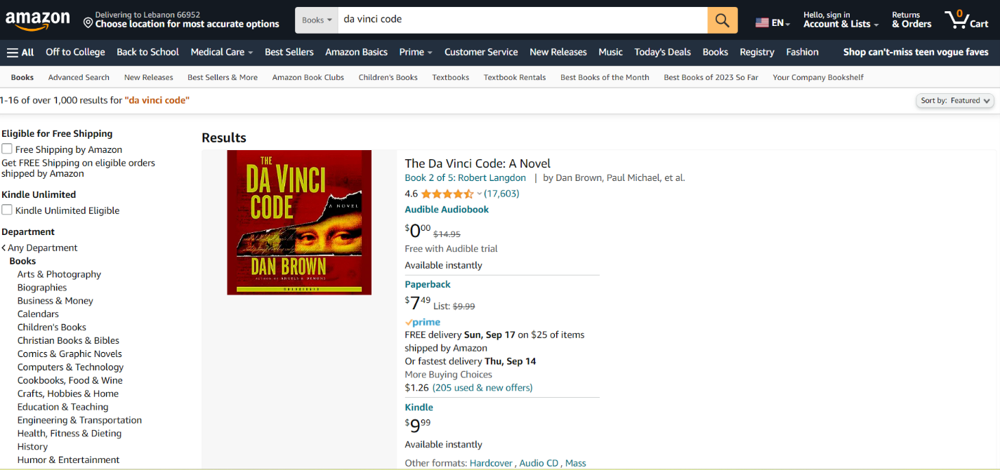 amazon
Delivering to Lebanon 66952
Choose location for most accurate options
Books
da vinci code
EN
Hello, sign in
Account & Lists
Returns
& Orders
0
Cart
All
Off to College
Back to School
Medical Care
Best Sellers
Amazon Basics
Prime
Customer Service
New Releases
Music
Today's Deals
Books
Registry
Fashion
Shop can't-miss teen vogue faves
Books
Advanced Search
New Releases
Best Sellers & More
Amazon Book Clubs
Children's Books
Textbooks
Textbook Rentals
Best Books of the Month
Best Books of 2023 So Far
Your Company Bookshelf
1-16 of over 1,000 results for "da vinci code"
Sort by: Featured
Eligible for Free Shipping
Free Shipping by Amazon
Get FREE Shipping on eligible orders
shipped by Amazon
Kindle Unlimited
Kindle Unlimited Eligible
Department
Any Department
Books
Arts & Photography
Biographies
Business & Money
Calendars
Children's Books
Christian Books & Bibles
Comics & Graphic Novels
Computers & Technology
Cookbooks, Food & Wine
Crafts, Hobbies & Home
Education & Teaching
Engineering & Transportation
Health, Fitness & Dieting
History
Humor & Entertainment
Results
THE
DA VINCI
CODE
A NOVEL
DAN BROWN
AUTHOR OF ANGELS & DEMONS
UNABRIDGED
The Da Vinci Code: A Novel
Book 2 of 5: Robert Langdon | by Dan Brown, Paul Michael, et al.
4.6 (17,603)
Audible Audiobook
$0.00 $14.95
Free with Audible trial
Available instantly
Paperback
$7.49 List: $9.99
prime
FREE delivery Sun, Sep 17 on $25 of items
shipped by Amazon
Or fastest delivery Thu, Sep 14
More Buying Choices
$1.26 (205 used & new offers)
Kindle
$9.99
Available instantly
Other formats: Hardcover , Audio CD , Mass